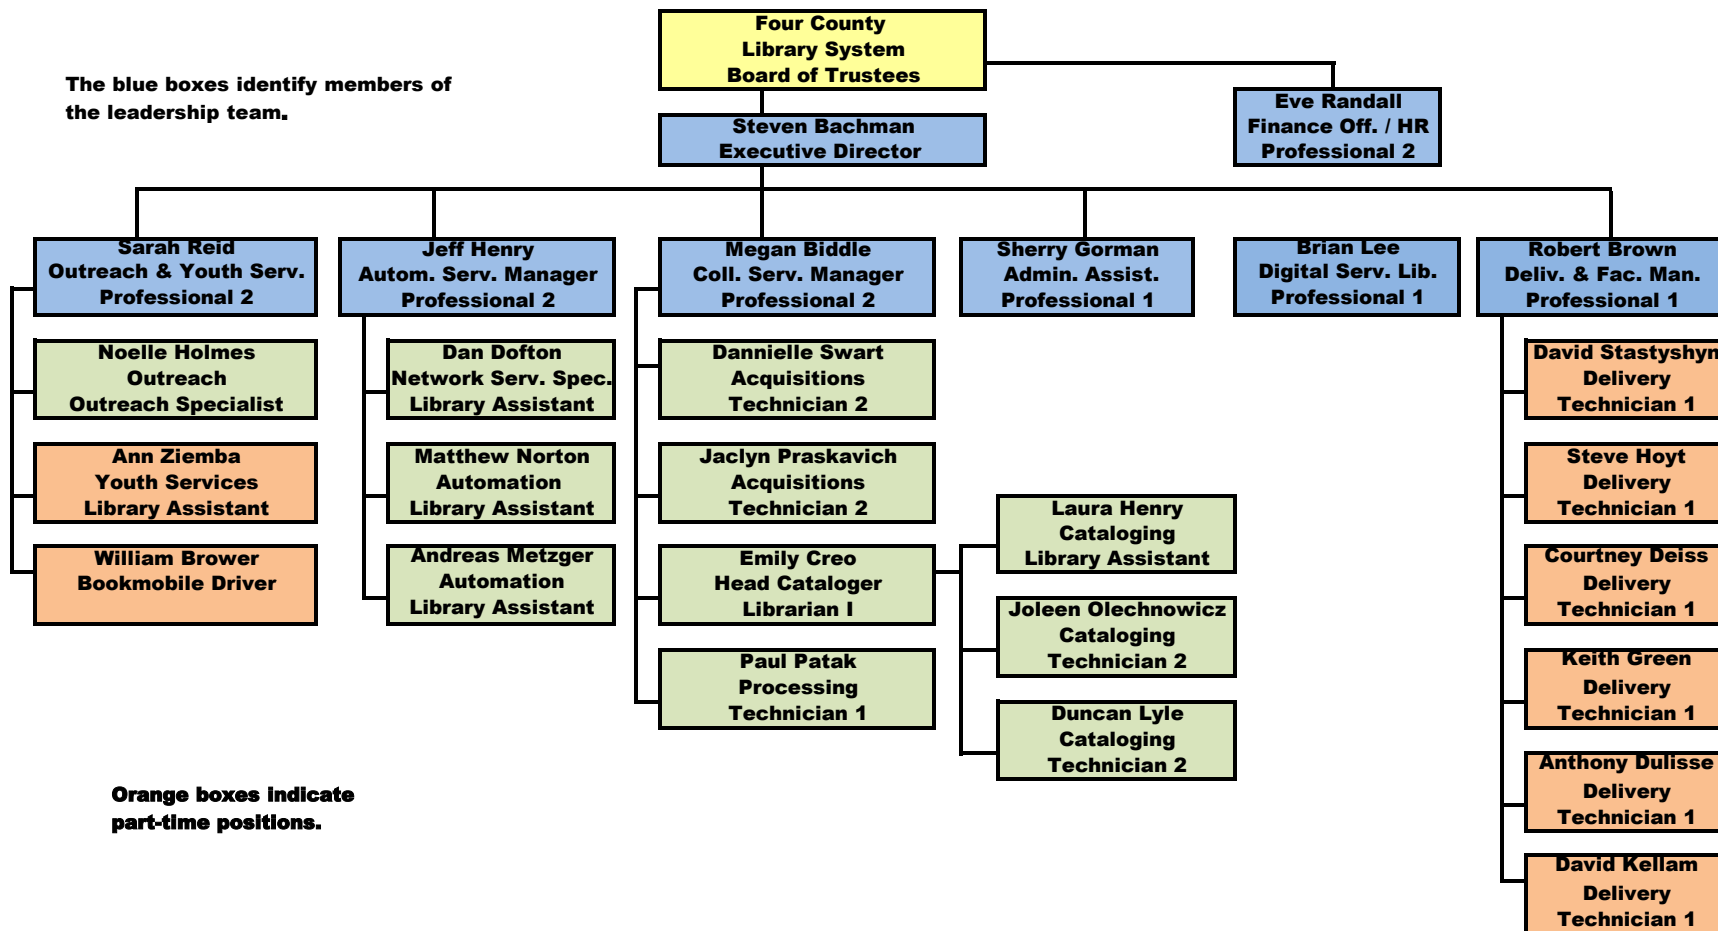 Four County
Library System
Board of Trustees
The blue boxes identify members of
the leadership team.
Eve Randall
Finance Off. / HR
Professional 2
Steven Bachman
Executive Director
Sarah Reid
Outreach & Youth Serv.
Professional 2
Jeff Henry
Autom. Serv. Manager
Professional 2
Megan Biddle
Coll. Serv. Manager
Professional 2
Sherry Gorman
Admin. Assist.
Professional 1
Brian Lee
Digital Serv. Lib.
Professional 1
Robert Brown
Deliv. & Fac. Man.
Professional 1
Noelle Holmes
Outreach
Outreach Specialist
Ann Ziemba
Youth Services
Library Assistant
William Brower
Bookmobile Driver
Dan Dofton
Network Serv. Spec.
Library Assistant
Matthew Norton
Automation
Library Assistant
Andreas Metzger
Automation
Library Assistant
Dannielle Swart
Acquisitions
Technician 2
Jaclyn Praskavich
Acquisitions
Technician 2
Emily Creo
Head Cataloger
Librarian I
Paul Patak
Processing
Technician 1
Laura Henry
Cataloging
Library Assistant
Joleen Olechnowicz
Cataloging
Technician 2
Duncan Lyle
Cataloging
Technician 2
David Stastyshyn
Delivery
Technician 1
Steve Hoyt
Delivery
Technician 1
Courtney Deiss
Delivery
Technician 1
Keith Green
Delivery
Technician 1
Anthony Dulisse
Delivery
Technician 1
David Kellam
Delivery
Technician 1
Orange boxes indicate
part-time positions.